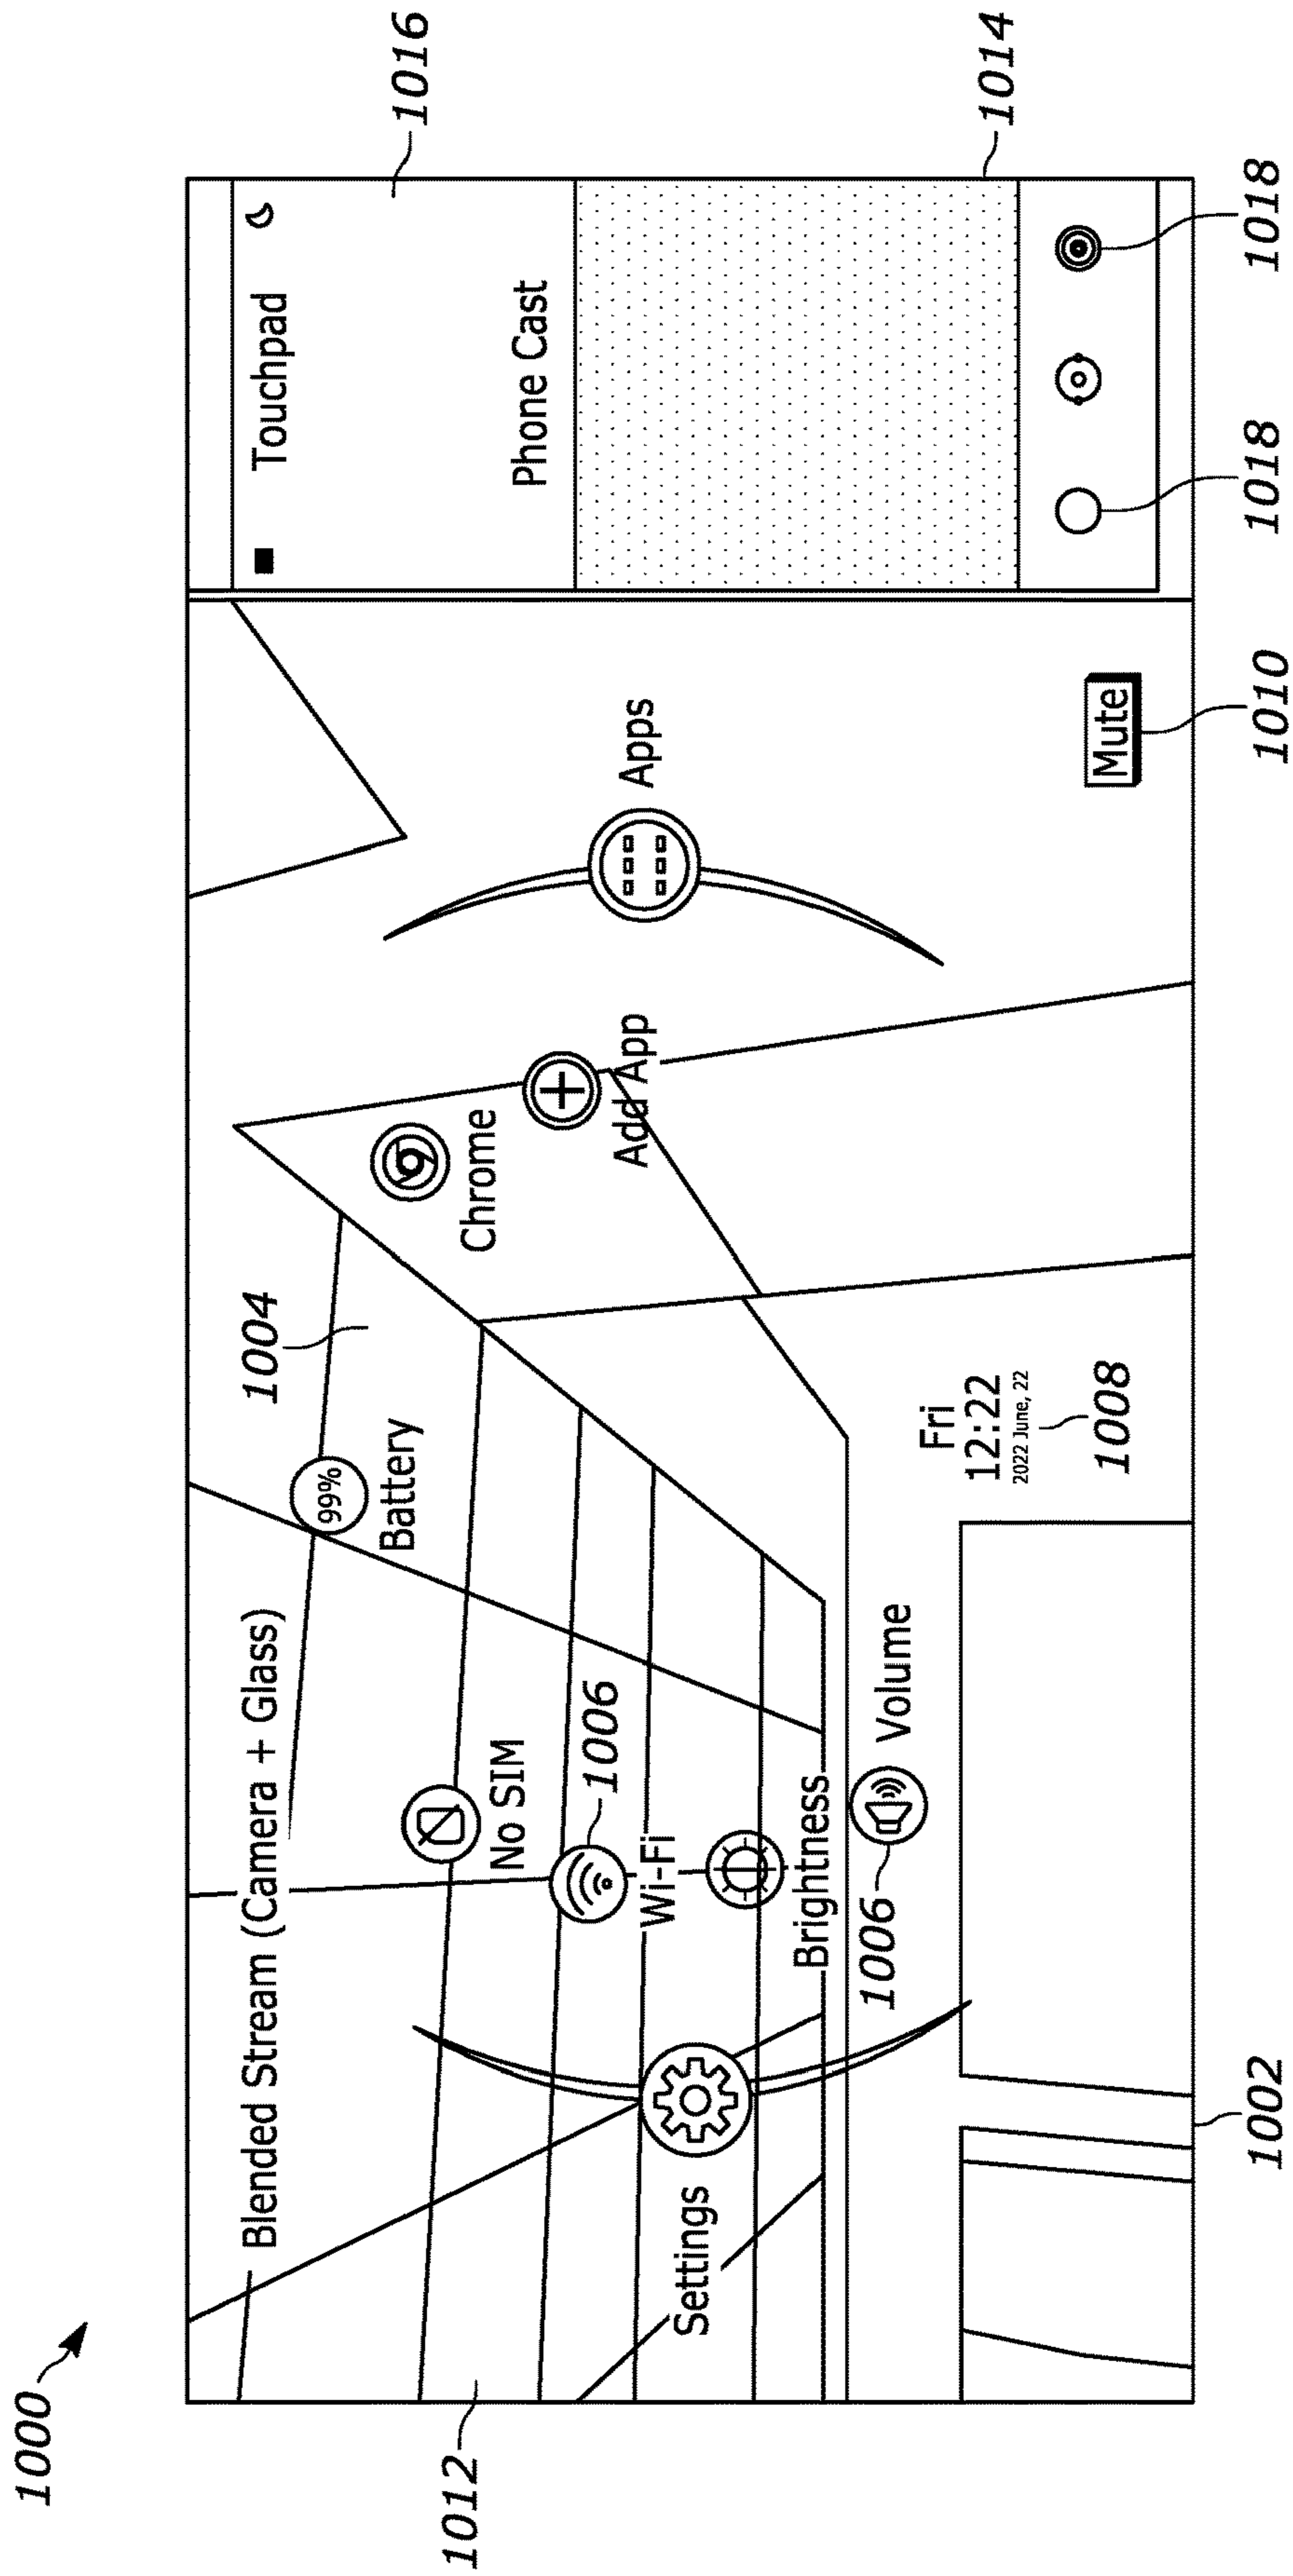 1000
Blended Stream (Camera + Glass)
1004
99%
Battery
No SIM
1006
Wi-Fi
Brightness
1006
Volume
Settings
1012
Chrome
Add App
Apps
Fri
12:22
2022 June, 22
1008
Mute
1010
1002
Touchpad
1016
Phone Cast
1014
1018
1018